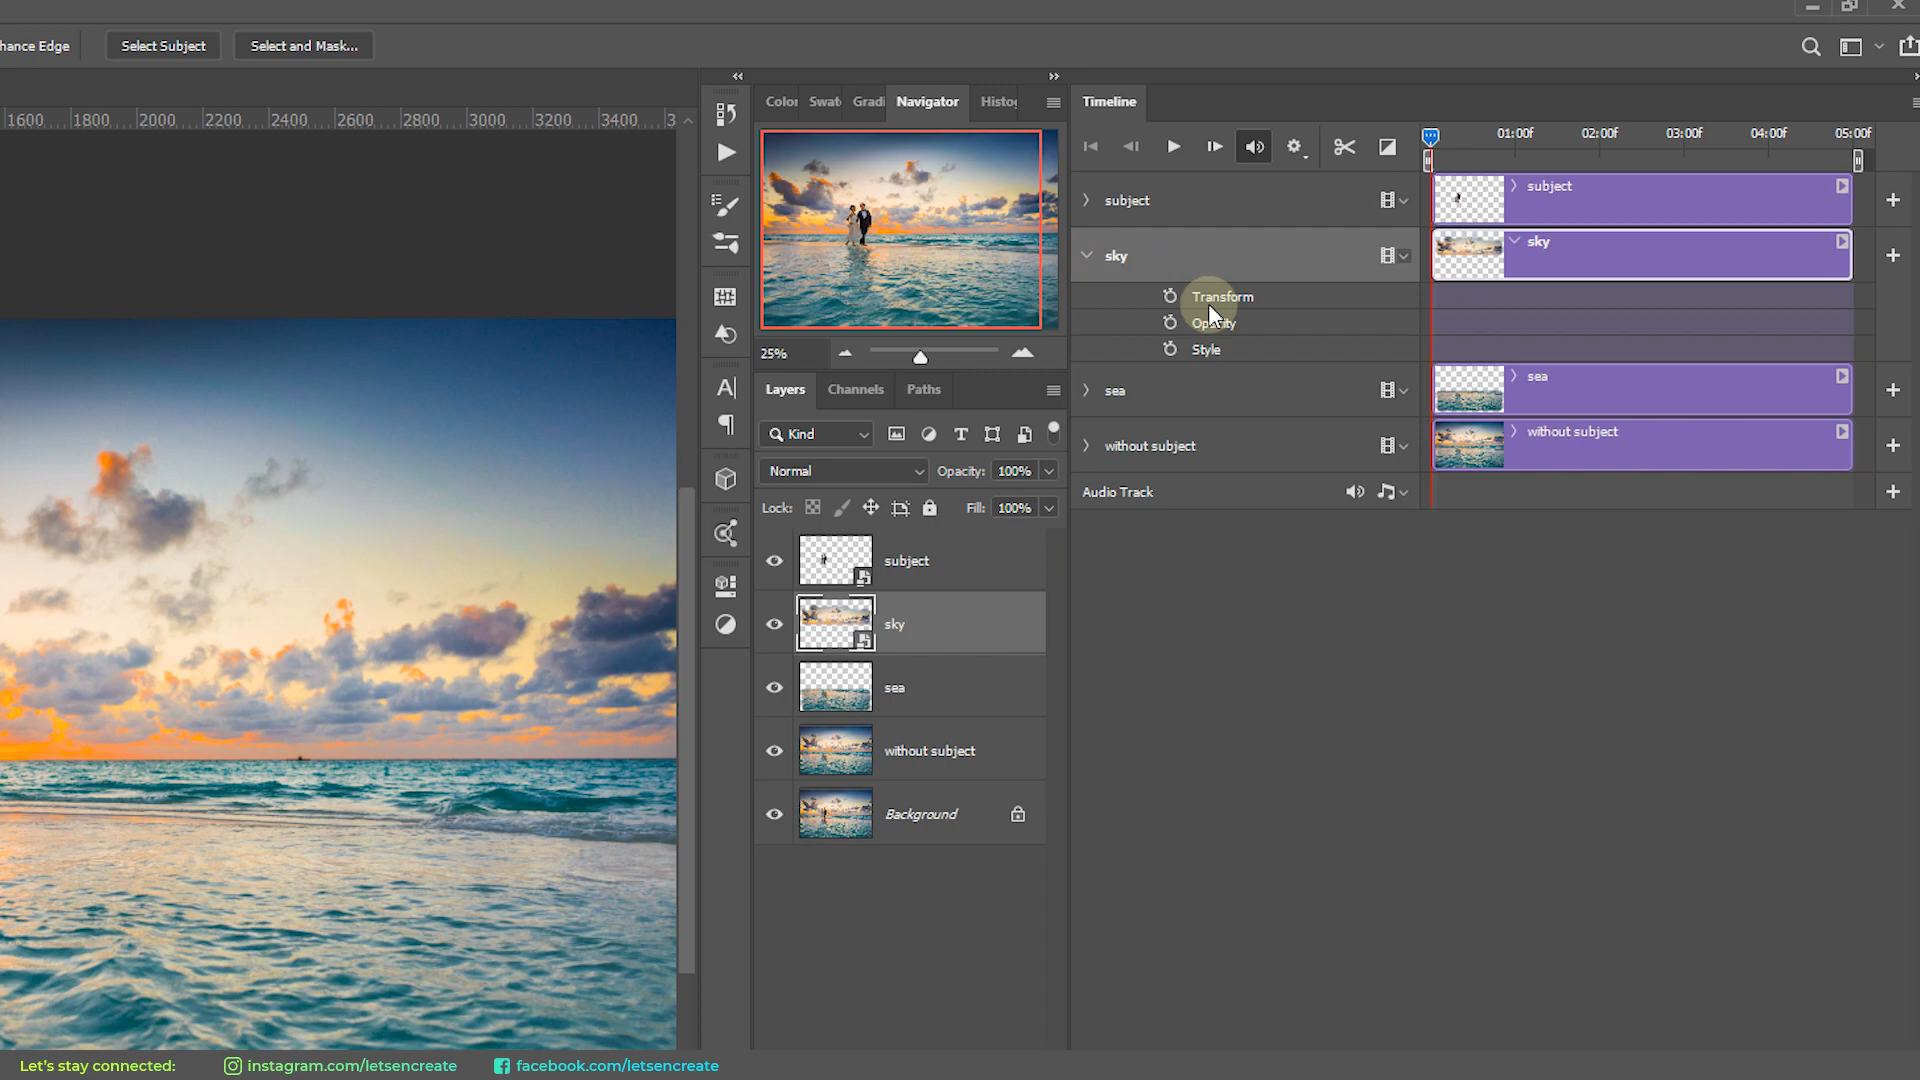 hance Edge
Select Subject
Select and Mask...
1600
1800
2000
2200
2400
2600
2800
3000
3200
3400
3
Color
Swat
Gradi
Navigator
Histog
25%
Layers
Channels
Paths
Kind
Normal
Opacity:
100%
Lock:
Fill:
100%
subject
sky
sea
without subject
Background
Timeline
01:00f
02:00f
03:00f
04:00f
05:00f
subject
subject
sky
sky
Transform
Opacity
Style
sea
sea
without subject
without subject
Audio Track
Let's stay connected:
instagram.com/letsencreate
facebook.com/letsencreate